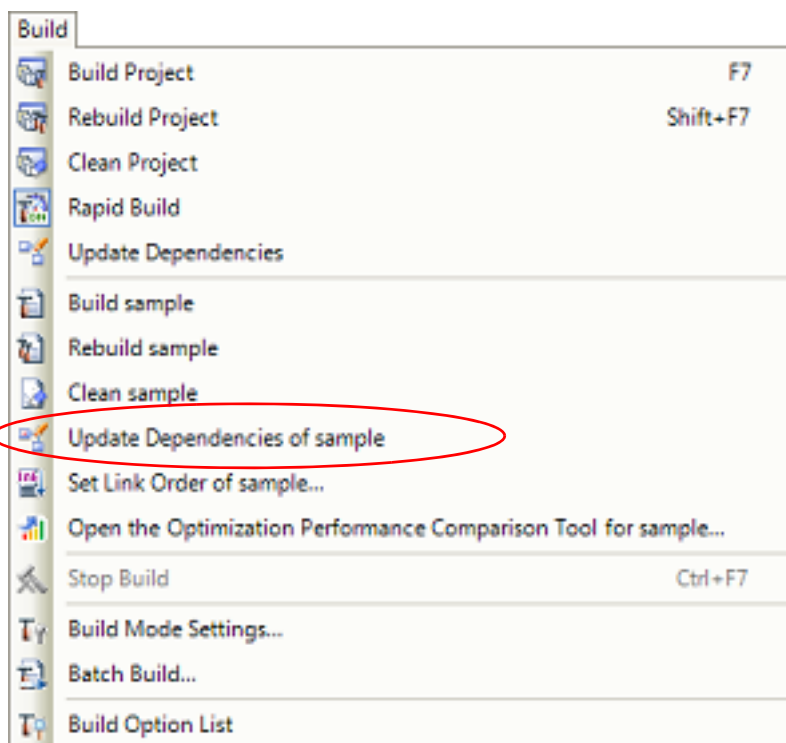 Build
Build Project F7
Rebuild Project Shift+F7
Clean Project
Rapid Build
Update Dependencies
Build sample
Rebuild sample
Clean sample
Update Dependencies of sample
Set Link Order of sample...
Open the Optimization Performance Comparison Tool for sample...
Stop Build Ctrl+F7
Build Mode Settings...
Batch Build...
Build Option List